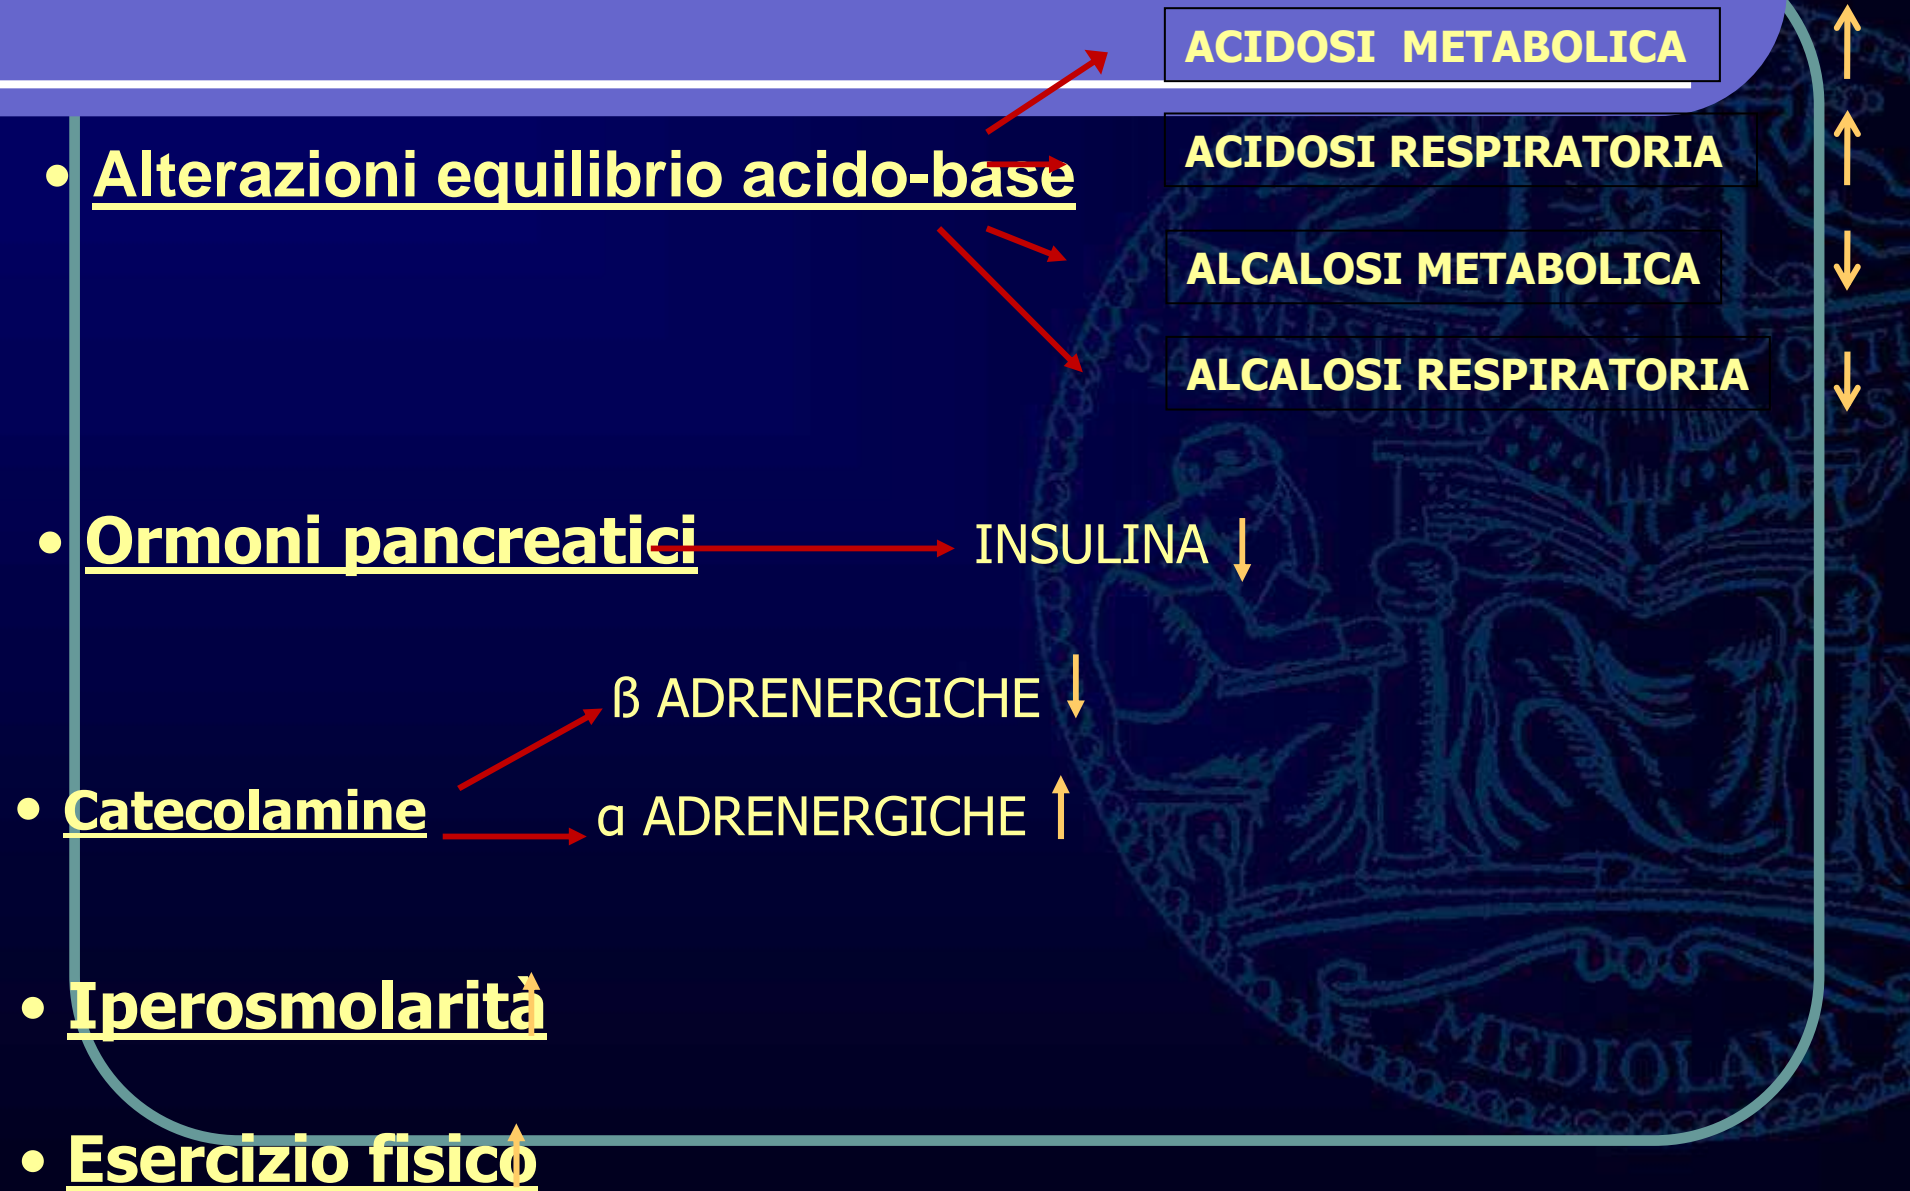 ACIDOSI METABOLICA ↑
• Alterazioni equilibrio acido-base
ACIDOSI RESPIRATORIA ↑
ALCALOSI METABOLICA ↓
ALCALOSI RESPIRATORIA ↓
• Ormoni pancreatici → INSULINA ↓
ß ADRENERGICHE ↓
• Catecolamine
α ADRENERGICHE ↑
• Iperosmolarità ↑
• Esercizio fisico ↑
MEDIOLANI